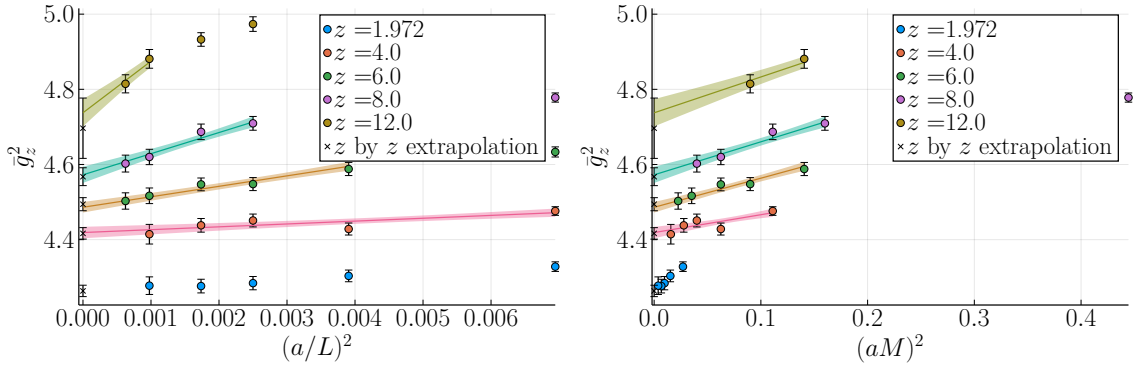 5.0
4.8
4.6
4.4
ḡ²_z
z =1.972
z =4.0
z =6.0
z =8.0
z =12.0
z by z extrapolation
0.000 0.001 0.002 0.003 0.004 0.005 0.006
(a/L)²
5.0
4.8
4.6
4.4
ḡ²_z
z =1.972
z =4.0
z =6.0
z =8.0
z =12.0
z by z extrapolation
0.0 0.1 0.2 0.3 0.4
(aM)²